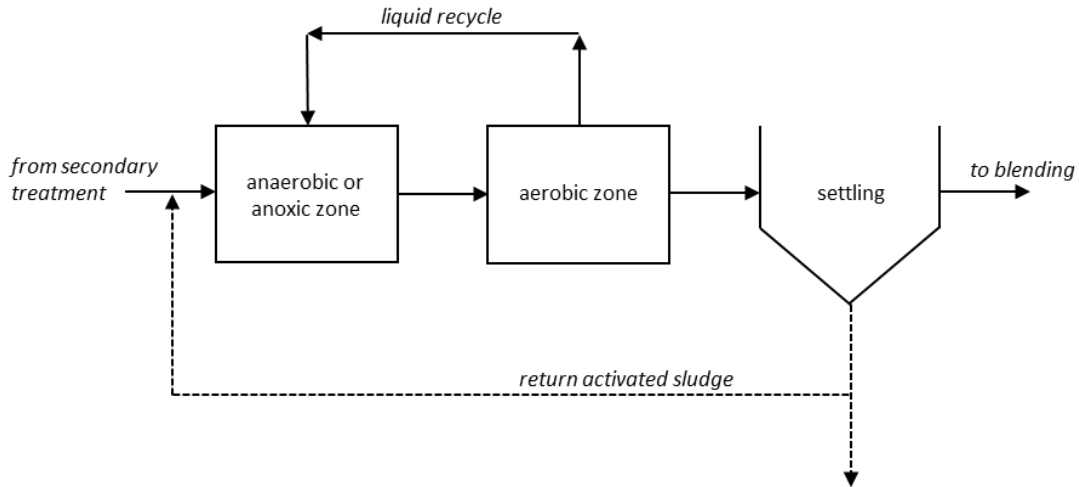 liquid recycle
from secondary
treatment
anaerobic or
anoxic zone
aerobic zone
settling
to blending
return activated sludge